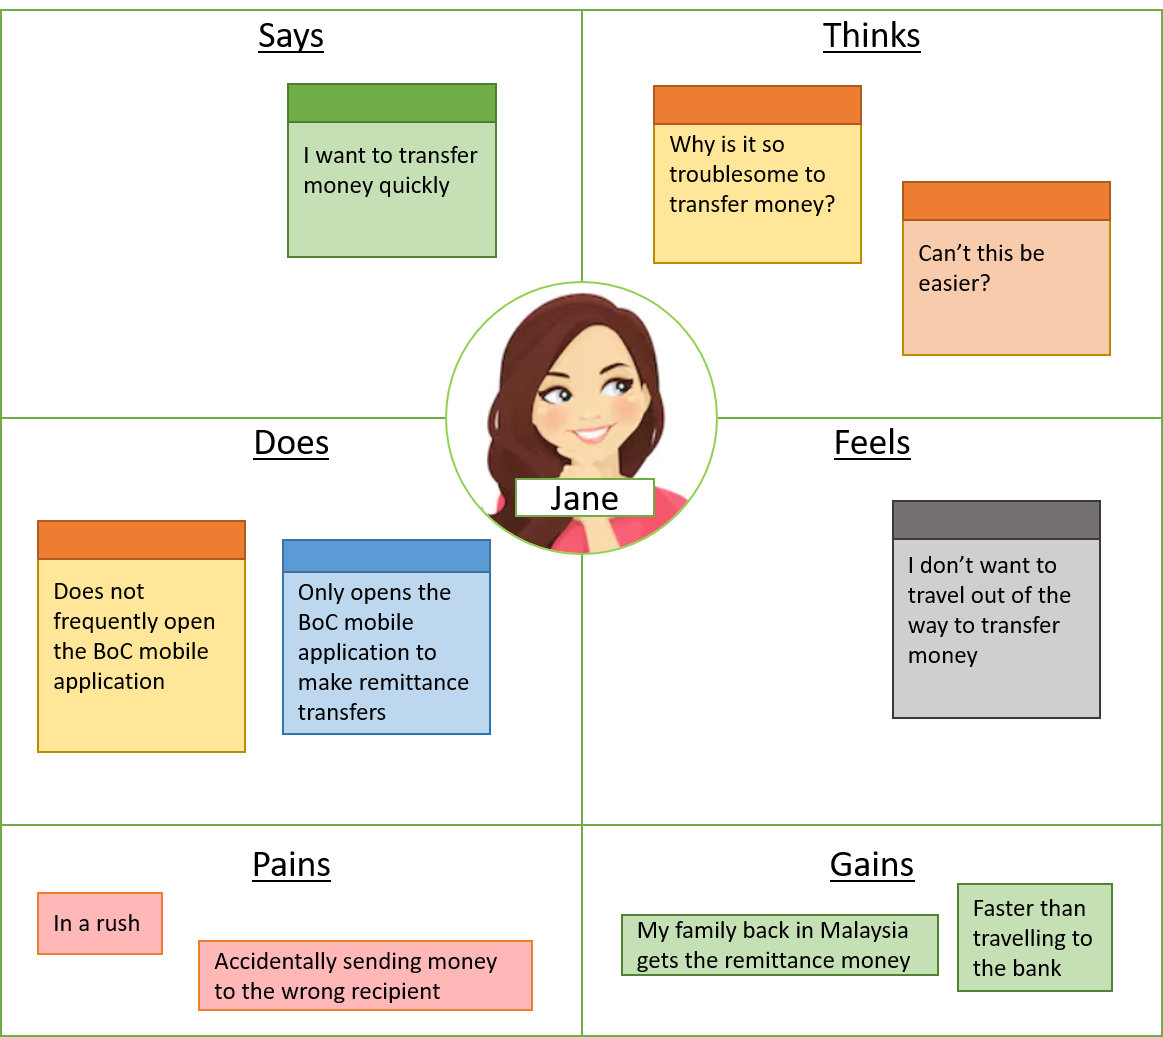 Says
I want to transfer
money quickly
Thinks
Why is it so
troublesome to
transfer money?
Can’t this be
easier?
Jane
Does
Does not
frequently open
the BoC mobile
application
Only opens the
BoC mobile
application to
make remittance
transfers
Feels
I don’t want to
travel out of the
way to transfer
money
Pains
In a rush
Accidentally sending money
to the wrong recipient
Gains
My family back in Malaysia
gets the remittance money
Faster than
travelling to
the bank